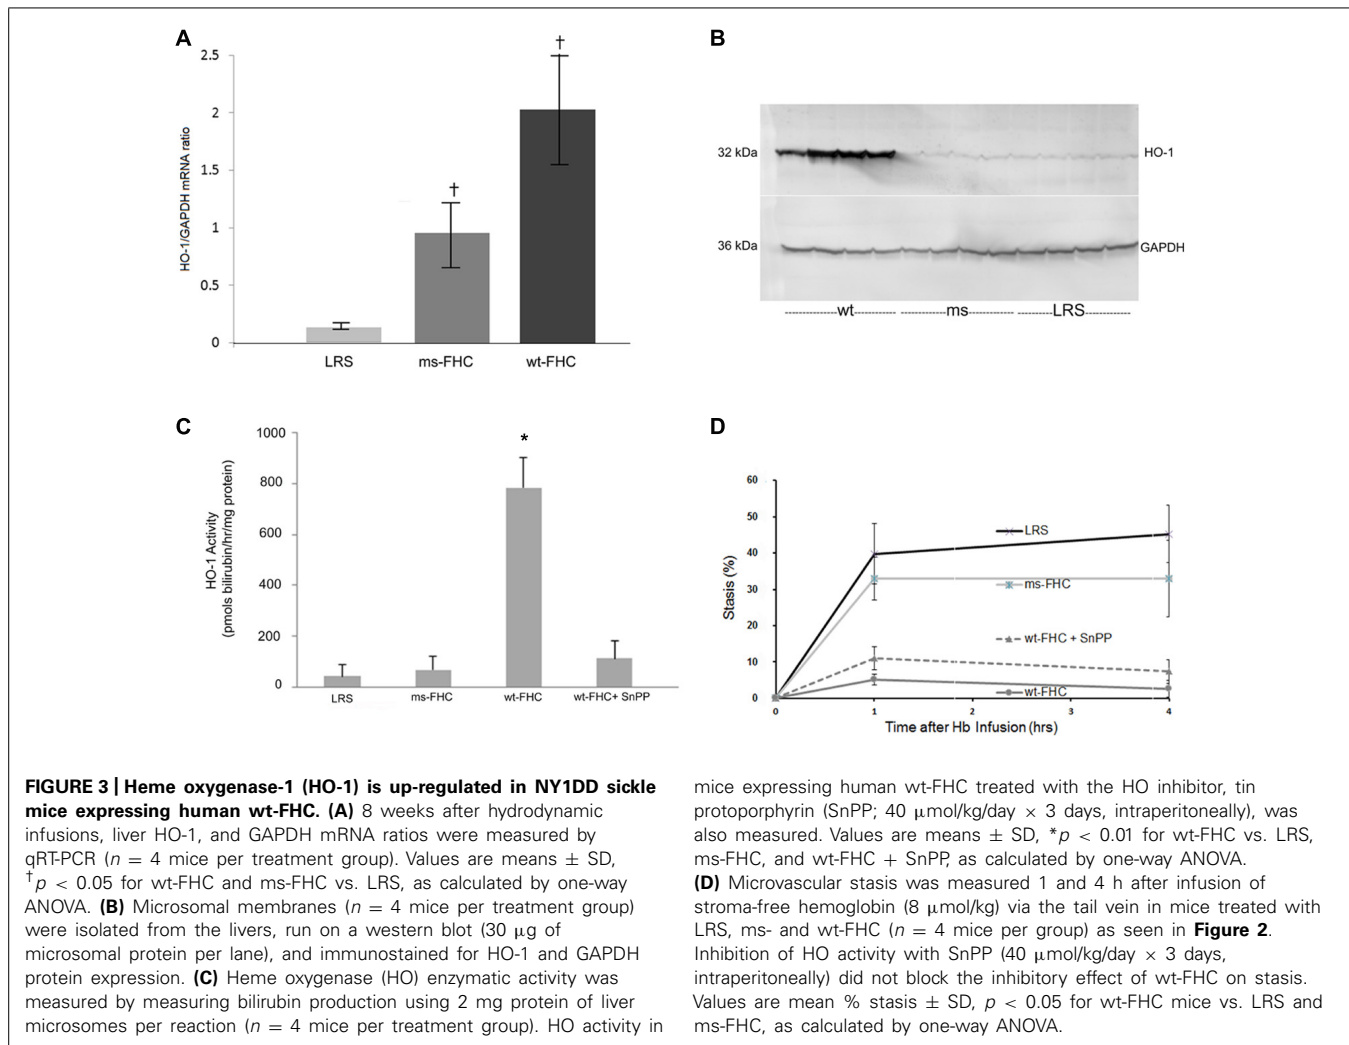 A
2.5
2
1.5
1
0.5
0
HO-1/GAPDH mRNA ratio
†
†
LRS
ms-FHC
wt-FHC
B
32 kDa
HO-1
36 kDa
GAPDH
---------------wt-----------
-----------ms-----------
---------LRS-----------
C
1000
800
600
400
200
0
HO-1 Activity
(pmols bilirubin/hr/mg protein)
*
LRS
ms-FHC
wt-FHC
wt-FHC+ SnPP
D
60
50
40
30
20
10
0
Stasis (%)
LRS
ms-FHC
wt-FHC + SnPP
wt-FHC
0
1
2
3
4
Time after Hb Infusion (hrs)
FIGURE 3 | Heme oxygenase-1 (HO-1) is up-regulated in NY1DD sickle
mice expressing human wt-FHC. (A) 8 weeks after hydrodynamic
infusions, liver HO-1, and GAPDH mRNA ratios were measured by
qRT-PCR (n = 4 mice per treatment group). Values are means ± SD,
†p < 0.05 for wt-FHC and ms-FHC vs. LRS, as calculated by one-way
ANOVA. (B) Microsomal membranes (n = 4 mice per treatment group)
were isolated from the livers, run on a western blot (30 μg of
microsomal protein per lane), and immunostained for HO-1 and GAPDH
protein expression. (C) Heme oxygenase (HO) enzymatic activity was
measured by measuring bilirubin production using 2 mg protein of liver
microsomes per reaction (n = 4 mice per treatment group). HO activity in
mice expressing human wt-FHC treated with the HO inhibitor, tin
protoporphyrin (SnPP; 40 μmol/kg/day × 3 days, intraperitoneally), was
also measured. Values are means ± SD, *p < 0.01 for wt-FHC vs. LRS,
ms-FHC, and wt-FHC + SnPP, as calculated by one-way ANOVA.
(D) Microvascular stasis was measured 1 and 4 h after infusion of
stroma-free hemoglobin (8 μmol/kg) via the tail vein in mice treated with
LRS, ms- and wt-FHC (n = 4 mice per group) as seen in Figure 2.
Inhibition of HO activity with SnPP (40 μmol/kg/day × 3 days,
intraperitoneally) did not block the inhibitory effect of wt-FHC on stasis.
Values are mean % stasis ± SD, p < 0.05 for wt-FHC mice vs. LRS and
ms-FHC, as calculated by one-way ANOVA.